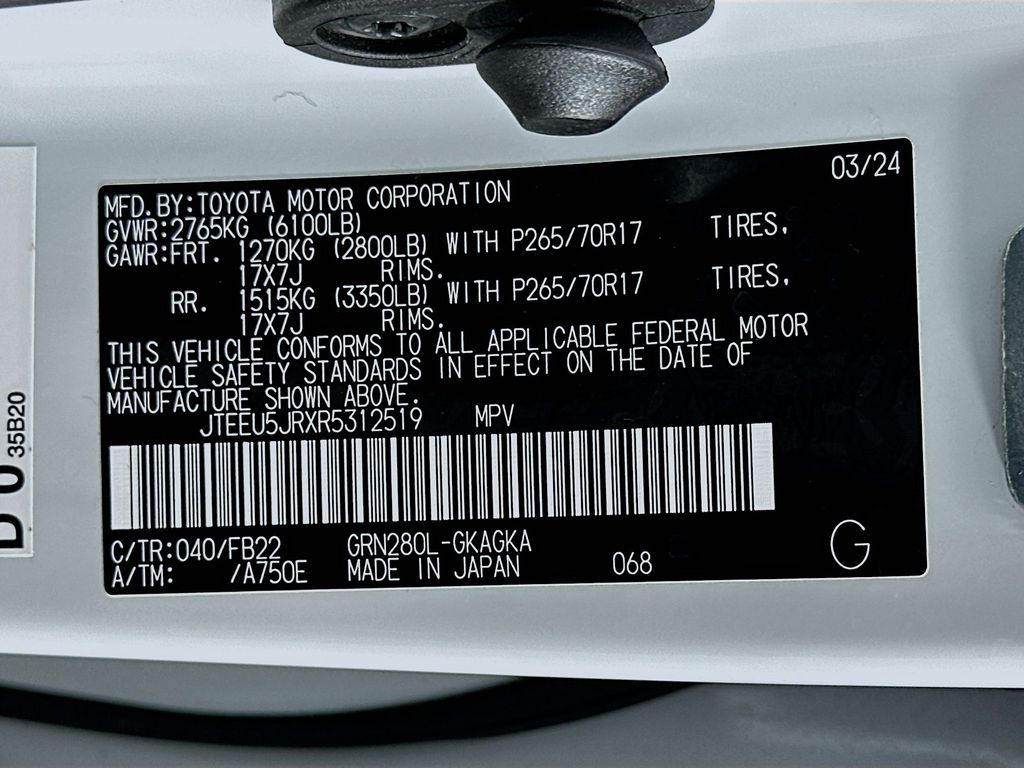 03/24
MFD.BY:TOYOTA MOTOR CORPORATION
GVWR:2765KG (6100LB)
GAWR:FRT. 1270KG (2800LB) WITH P265/70R17 TIRES.
17X7J RIMS.
RR. 1515KG (3350LB) WITH P265/70R17 TIRES.
17X7J RIMS.
THIS VEHICLE CONFORMS TO ALL APPLICABLE FEDERAL MOTOR
VEHICLE SAFETY STANDARDS IN EFFECT ON THE DATE OF
MANUFACTURE SHOWN ABOVE.
JTEEU5JRXR5312519 MPV
C/TR:040/FB22 GRN280L-GKAGKA
A/TM: /A750E MADE IN JAPAN 068 G
35B20